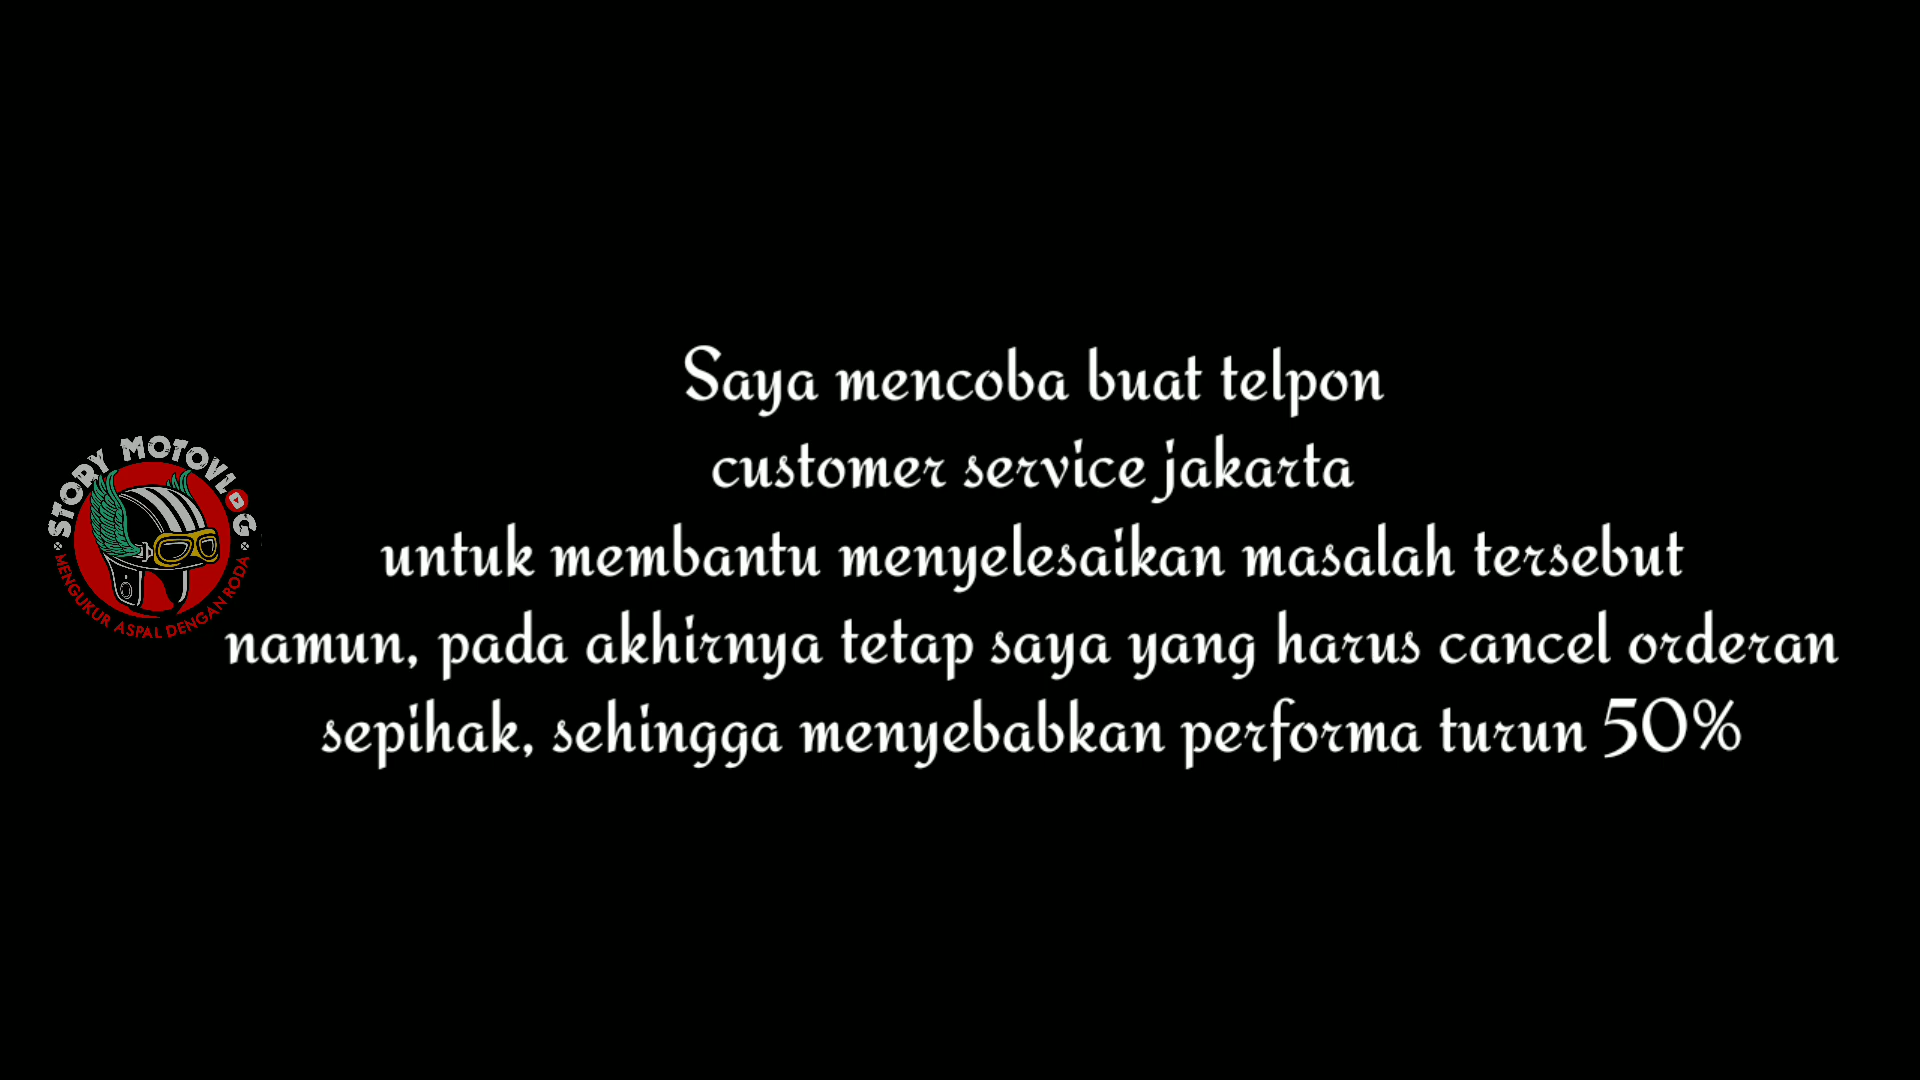 Saya mencoba buat telpon
customer service jakarta
untuk membantu menyelesaikan masalah tersebut
namun, pada akhirnya tetap saya yang harus cancel orderan
sepihak, sehingga menyebabkan performa turun 50%
STORY MOTOVLOG
MENGUKUR ASPAL DENGAN RODA